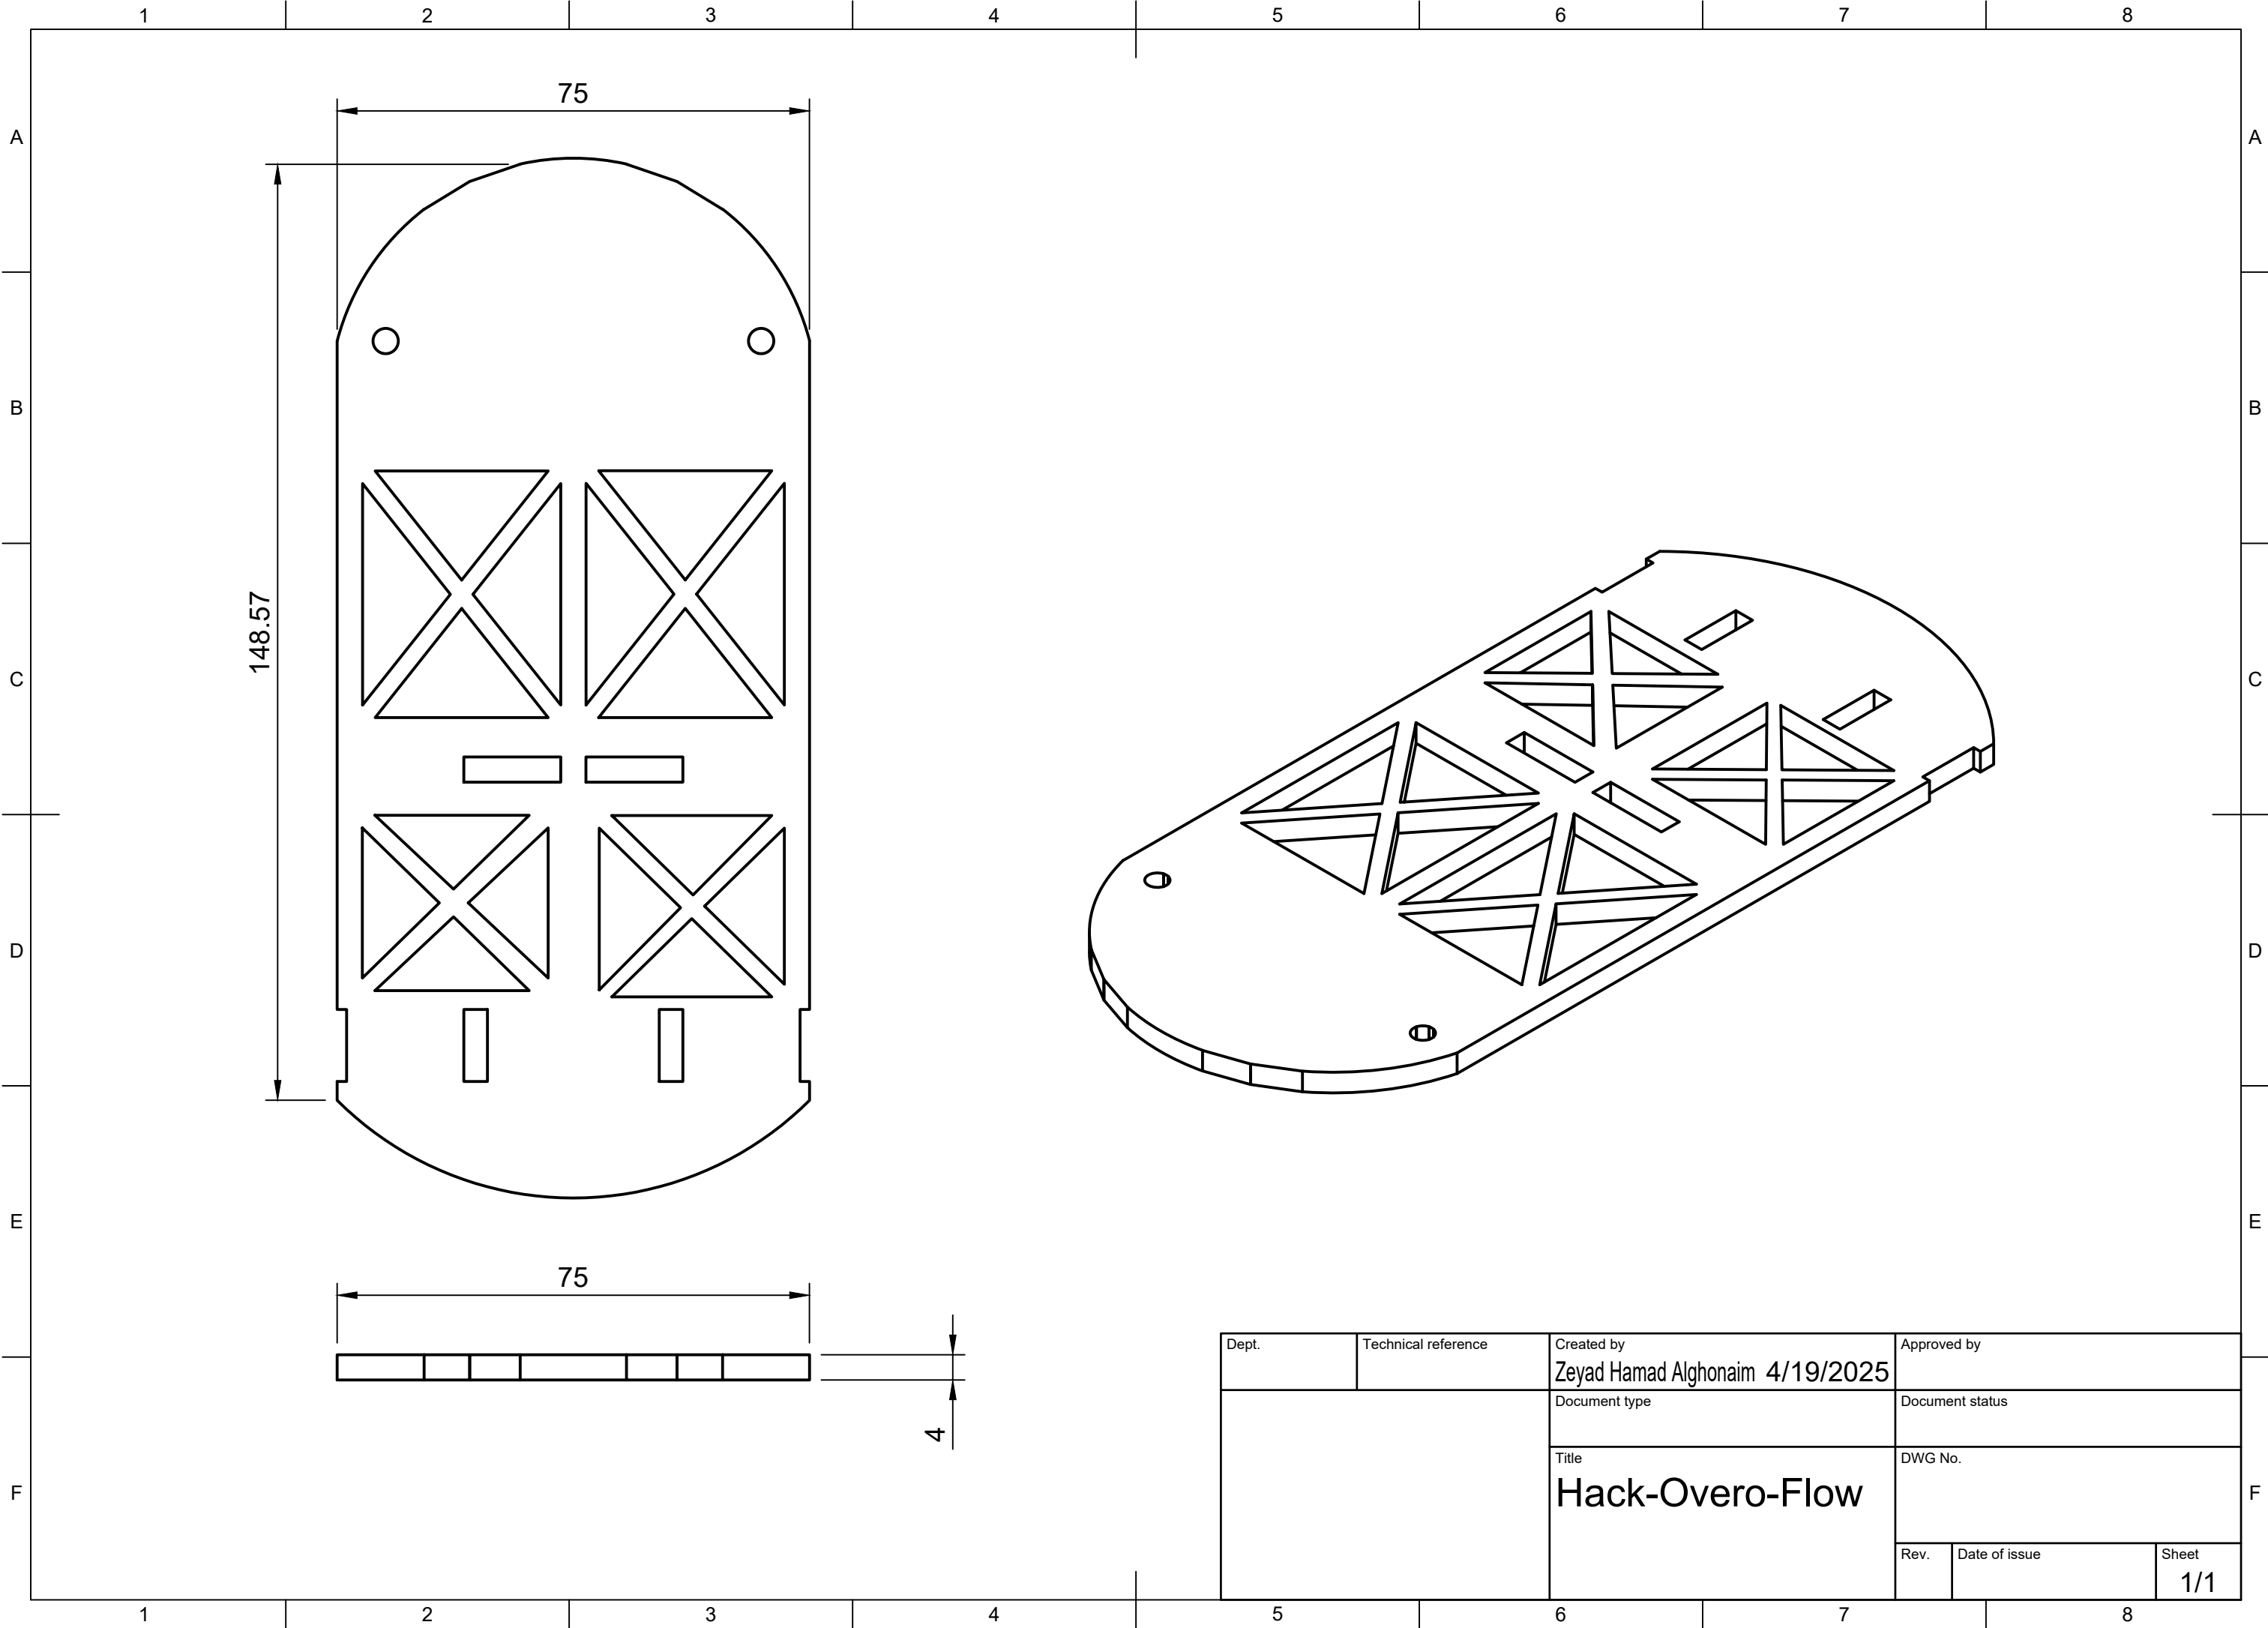 1 2 3 4 5 6 7 8
A A
B B
C C
D D
E E
F F
75
148.57
75
4
Dept.
Technical reference
Created by
Zeyad Hamad Alghonaim 4/19/2025
Approved by
Document type
Document status
Title
Hack-Overo-Flow
DWG No.
Rev.
Date of issue
Sheet
1/1
1 2 3 4 5 6 7 8